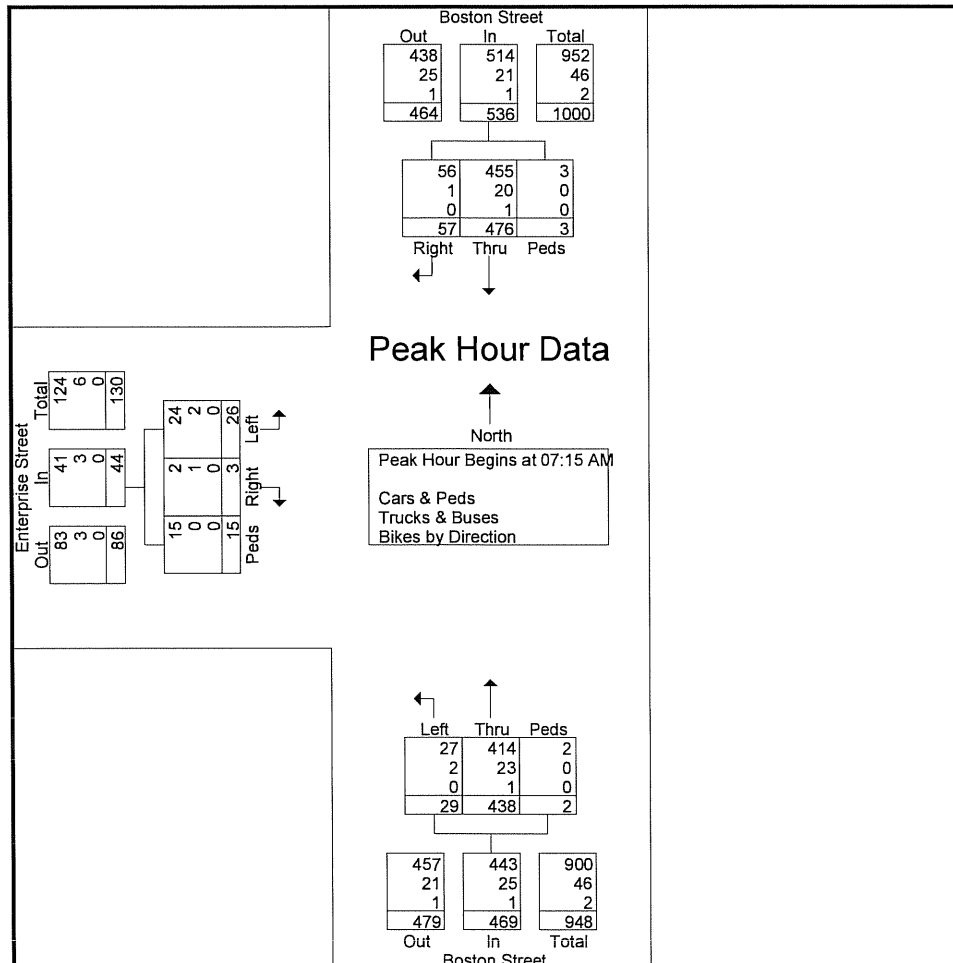 Boston Street
Out In Total
438 514 952
25 21 46
1 1 2
464 536 1000
56 455 3
1 20 0
0 1 0
57 476 3
Right Thru Peds
Peak Hour Data
North
Peak Hour Begins at 07:15 AM
Cars & Peds
Trucks & Buses
Bikes by Direction
Enterprise Street
Out In Total
83 41 124
3 3 6
0 0 0
86 44 130
15 2 24
0 1 2
0 0 0
15 3 26
Peds Right Left
Left Thru Peds
27 414 2
2 23 0
0 1 0
29 438 2
457 443 900
21 25 46
1 1 2
479 469 948
Out In Total
Boston Street